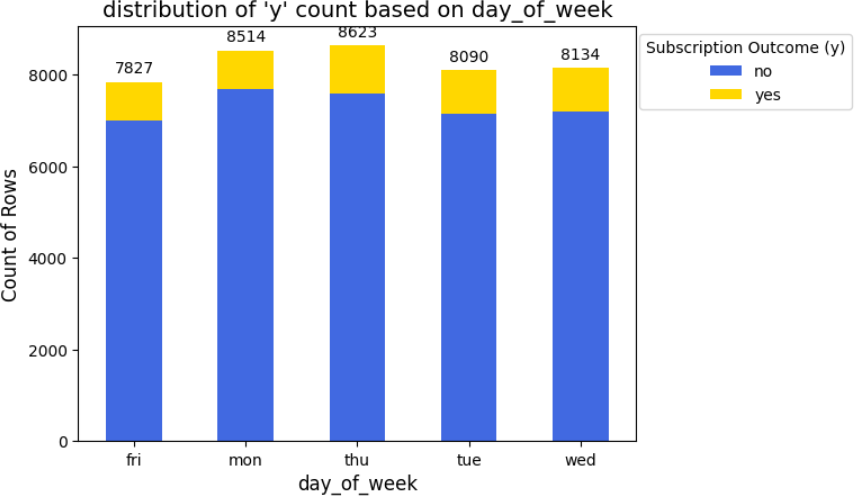 distribution of 'y' count based on day_of_week
8623
8514
8134
8090
7827
Subscription Outcome (y)
no
yes
8000
6000
4000
2000
0
Count of Rows
fri mon thu tue wed
day_of_week